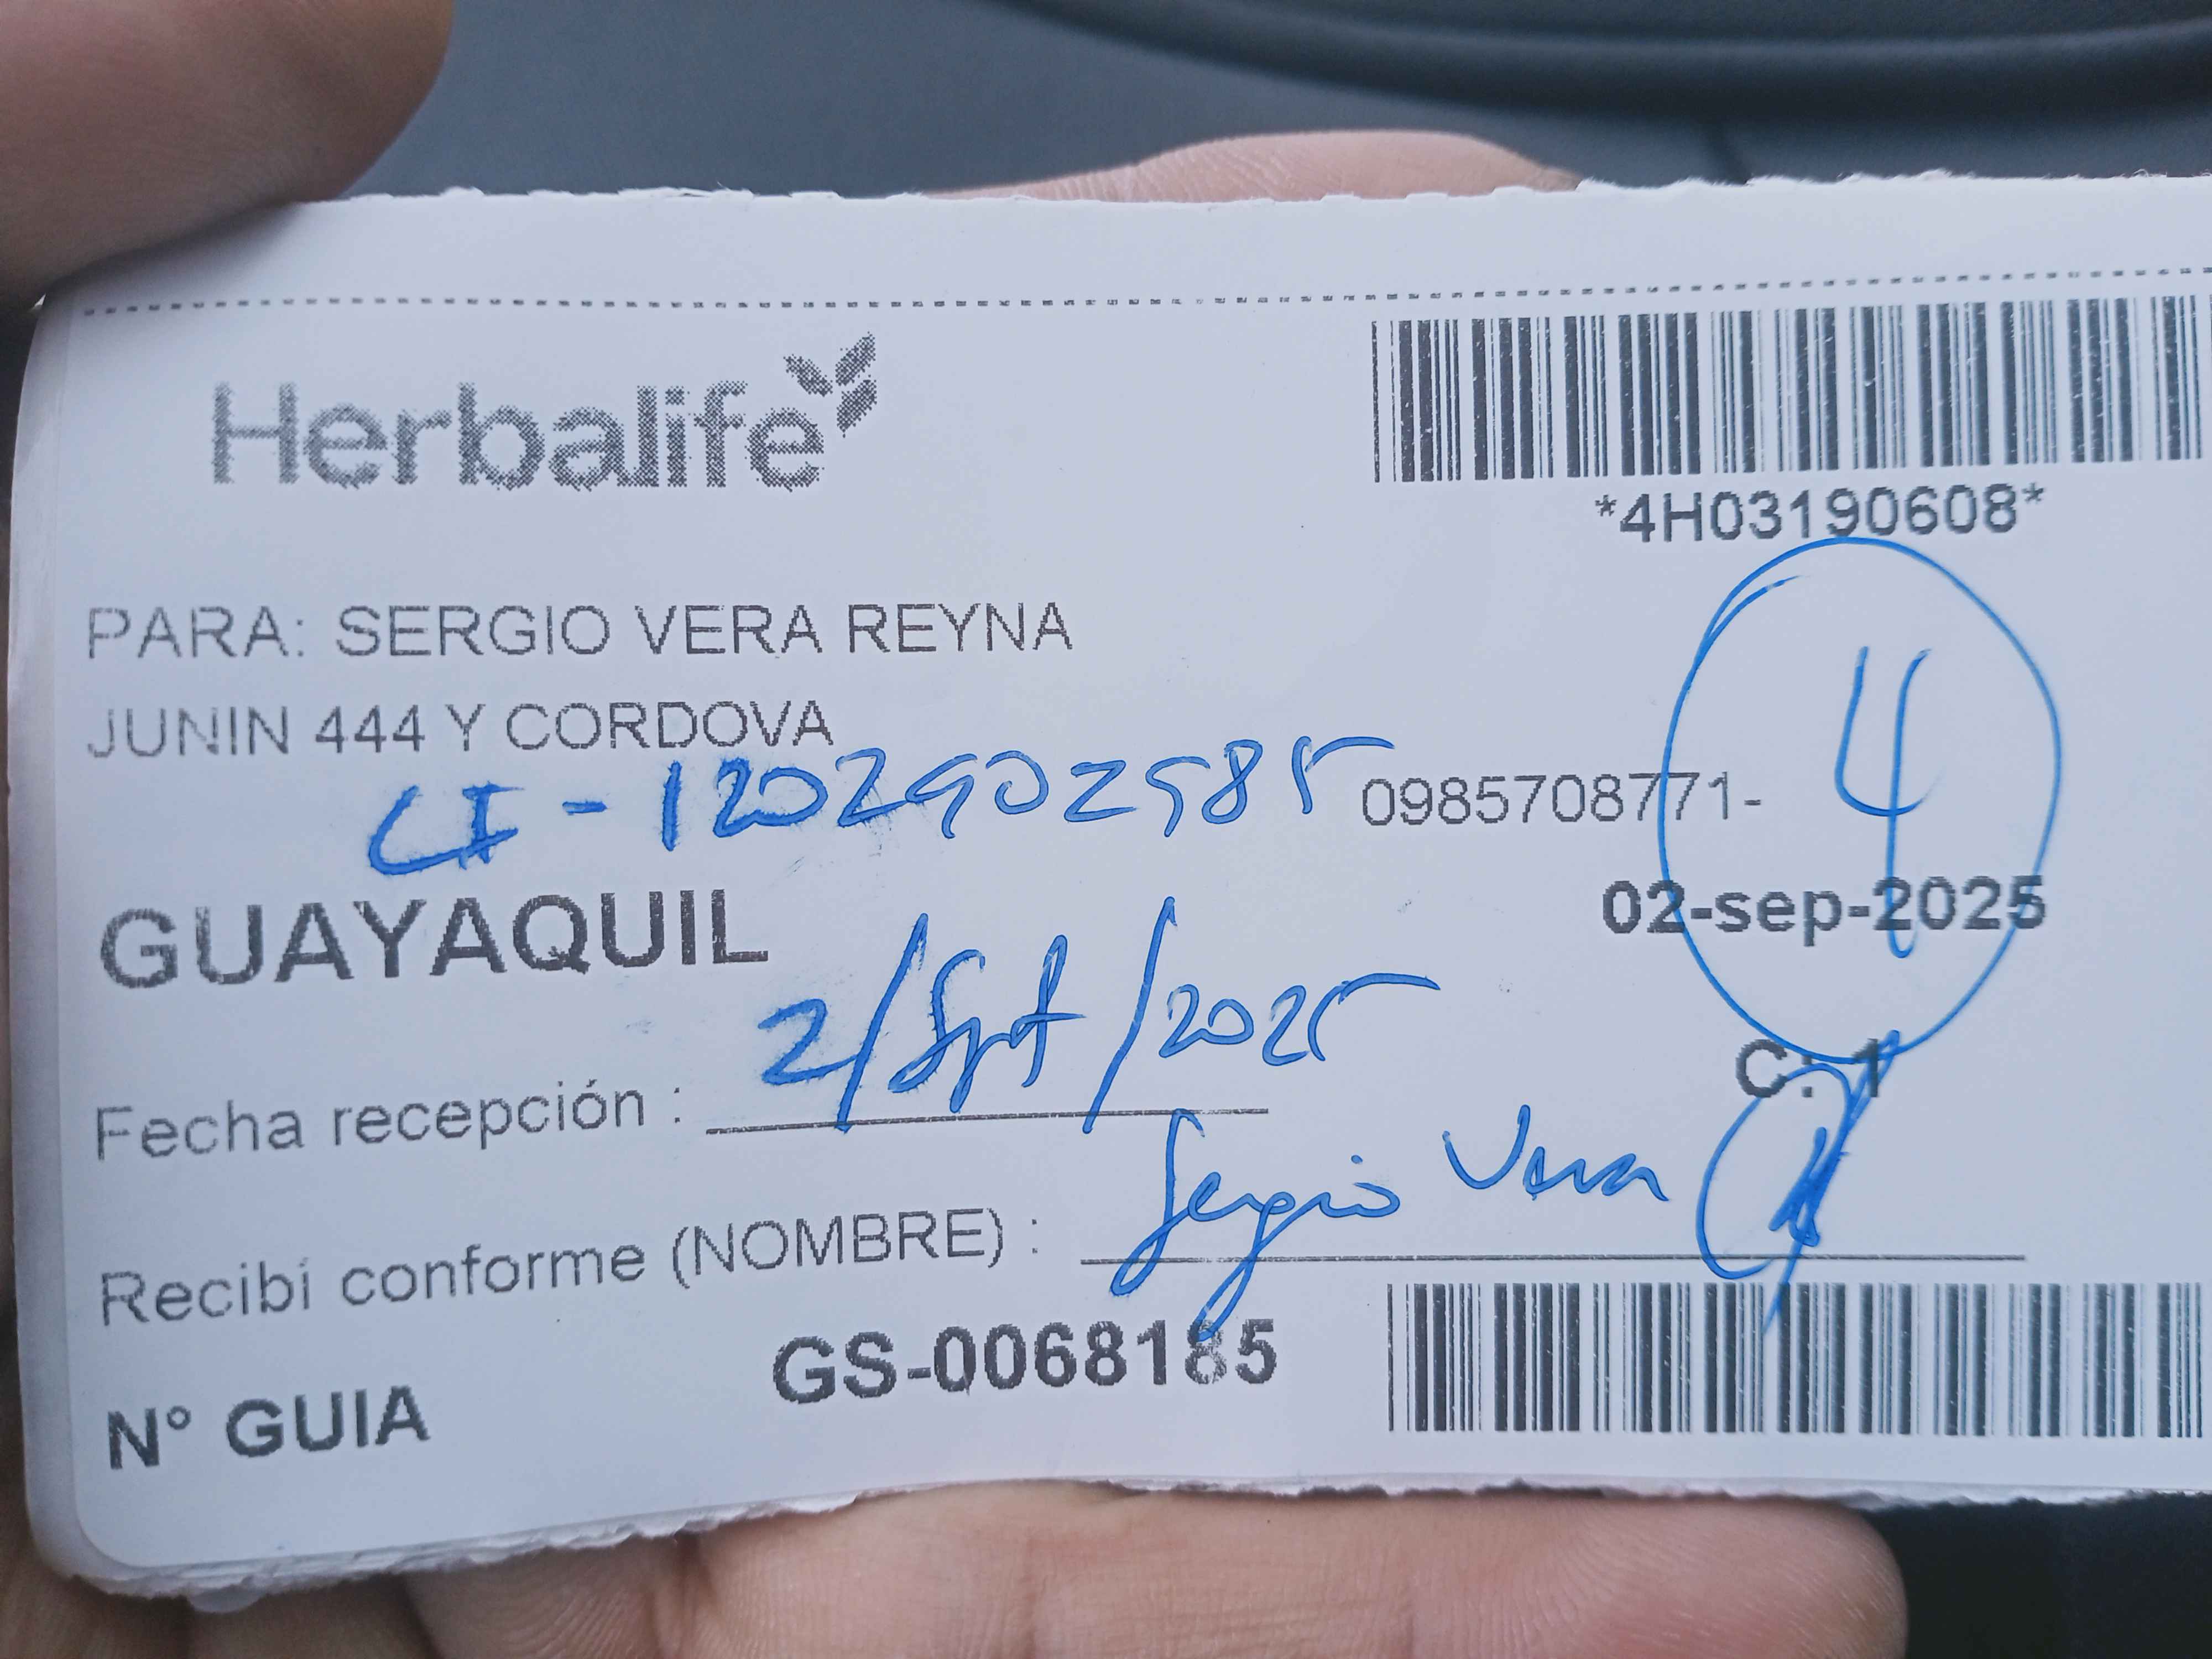 Herbalife
*4H03190608*
PARA: SERGIO VERA REYNA
JUNIN 444 Y CORDOVA
4
CI - 1202902985
0985708771-
GUAYAQUIL
02-sep-2025
2/Sept/2025
C: 1
Fecha recepción :
Sergio Vera
Recibí conforme (NOMBRE) :
N° GUIA GS-0068185